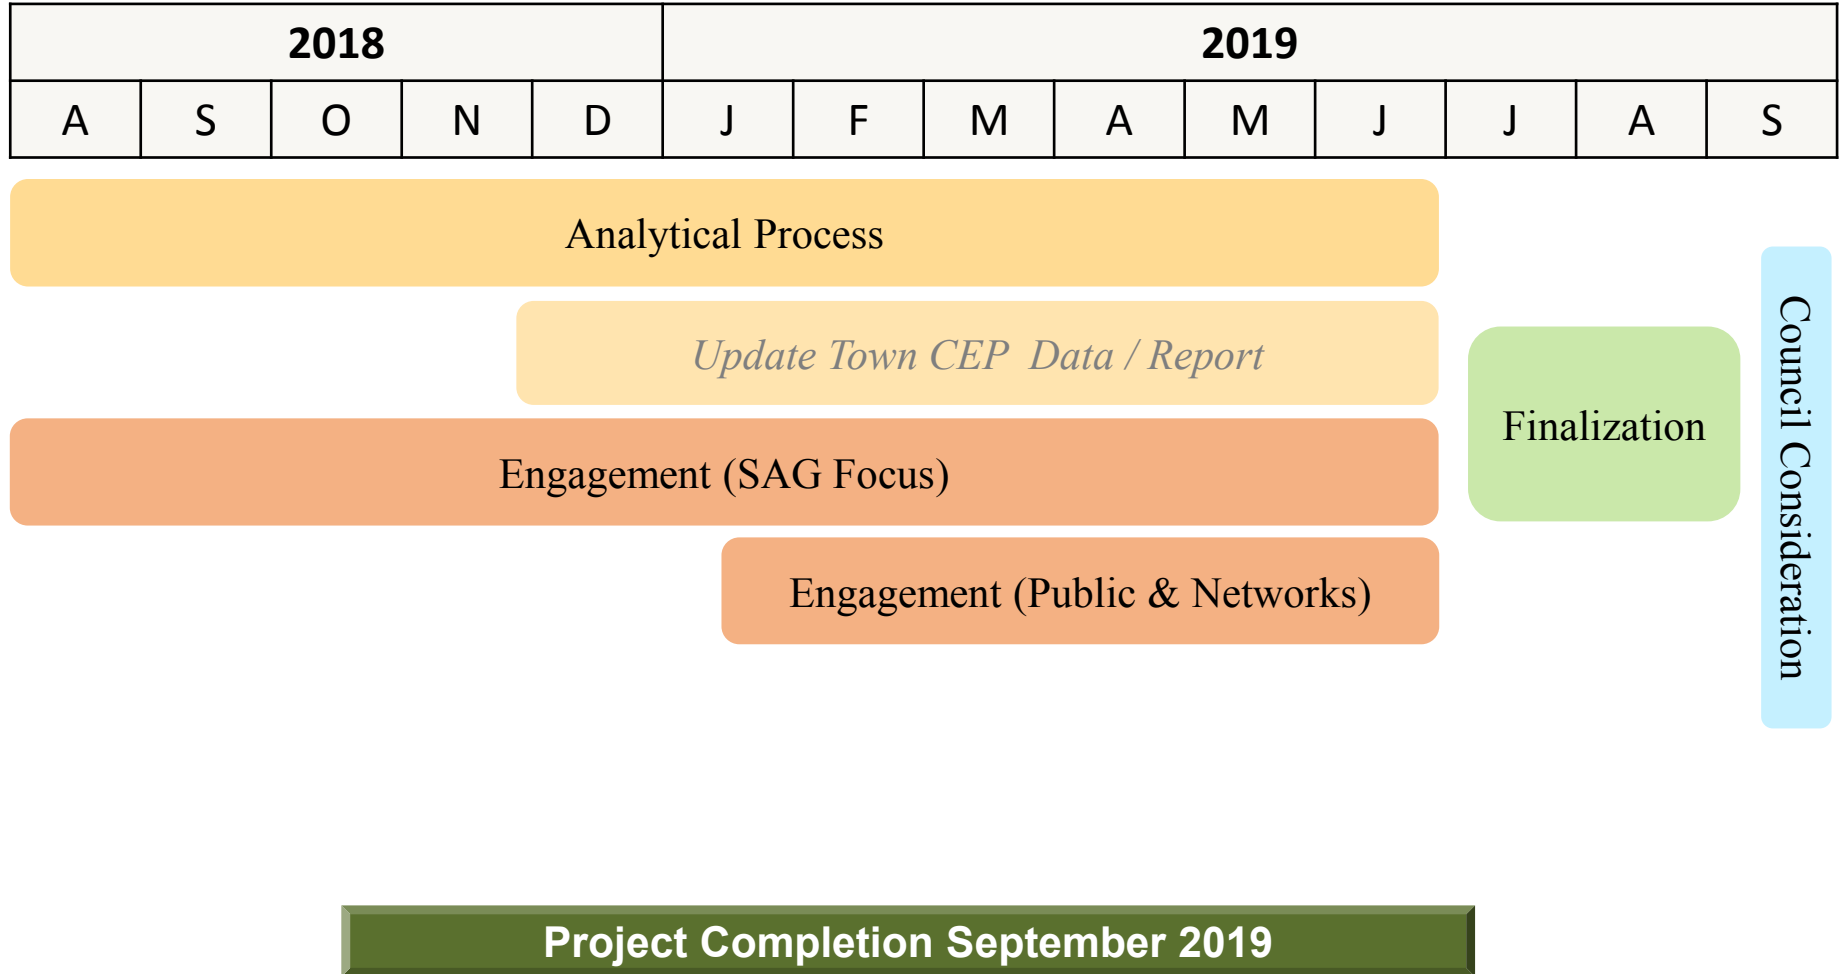 2018 2019
A S O N D J F M A M J J A S
Analytical Process
Update Town CEP Data / Report
Engagement (SAG Focus)
Engagement (Public & Networks)
Finalization
Council Consideration
Project Completion September 2019